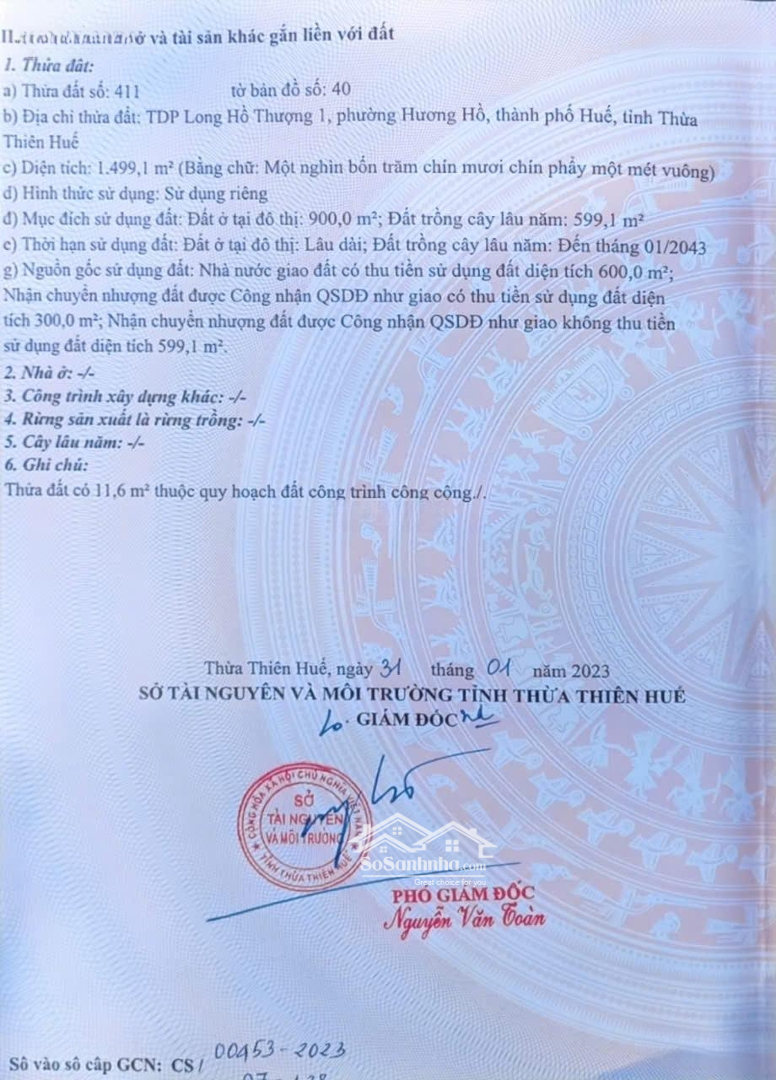 ở và tài sản khác gắn liền với đất
1. Thửa đất:
a) Thửa đất số: 411 tờ bản đồ số: 40
b) Địa chỉ thửa đất: TDP Long Hồ Thượng 1, phường Hương Hồ, thành phố Huế, tỉnh Thừa
Thiên Huế
c) Diện tích: 1.499,1 m² (Bằng chữ: Một nghìn bốn trăm chín mươi chín phẩy một mét vuông)
d) Hình thức sử dụng: Sử dụng riêng
đ) Mục đích sử dụng đất: Đất ở tại đô thị: 900,0 m²; Đất trồng cây lâu năm: 599,1 m²
e) Thời hạn sử dụng đất: Đất ở tại đô thị: Lâu dài; Đất trồng cây lâu năm: Đến tháng 01/2043
g) Nguồn gốc sử dụng đất: Nhà nước giao đất có thu tiền sử dụng đất diện tích 600,0 m²;
Nhận chuyển nhượng đất được Công nhận QSDĐ như giao có thu tiền sử dụng đất diện
tích 300,0 m²; Nhận chuyển nhượng đất được Công nhận QSDĐ như giao không thu tiền
sử dụng đất diện tích 599,1 m².
2. Nhà ở: -/-
3. Công trình xây dựng khác: -/-
4. Rừng sản xuất là rừng trồng: -/-
5. Cây lâu năm: -/-
6. Ghi chú:
Thửa đất có 11,6 m² thuộc quy hoạch đất công trình công cộng./.
Thừa Thiên Huế, ngày 31 tháng 01 năm 2023
SỞ TÀI NGUYÊN VÀ MÔI TRƯỜNG TỈNH THỪA THIÊN HUẾ
GIÁM ĐỐC
CỘNG HÒA XÃ HỘI CHỦ NGHĨA VIỆT NAM
SỞ
TÀI NGUYÊN
VÀ MÔI TRƯỜNG
TỈNH THỪA THIÊN HUẾ
SoSanhnha.com
Great choice for you
PHÓ GIÁM ĐỐC
Nguyễn Văn Toàn
Số vào sổ cấp GCN: CS / 00453-2023